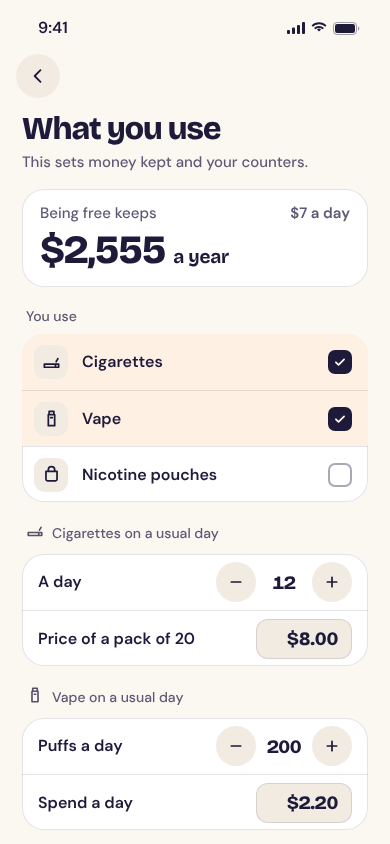 9:41
What you use
This sets money kept and your counters.
Being free keeps
$7 a day
$2,555 a year
You use
Cigarettes
Vape
Nicotine pouches
Cigarettes on a usual day
A day
12
Price of a pack of 20
$8.00
Vape on a usual day
Puffs a day
200
Spend a day
$2.20